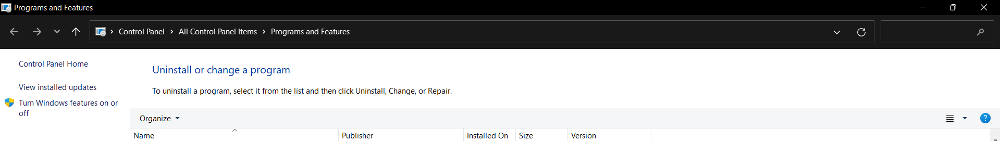 Programs and Features
Control Panel > All Control Panel Items > Programs and Features
Control Panel Home
Uninstall or change a program
View installed updates
To uninstall a program, select it from the list and then click Uninstall, Change, or Repair.
Turn Windows features on or
off
Organize
?
Name Publisher Installed On Size Version